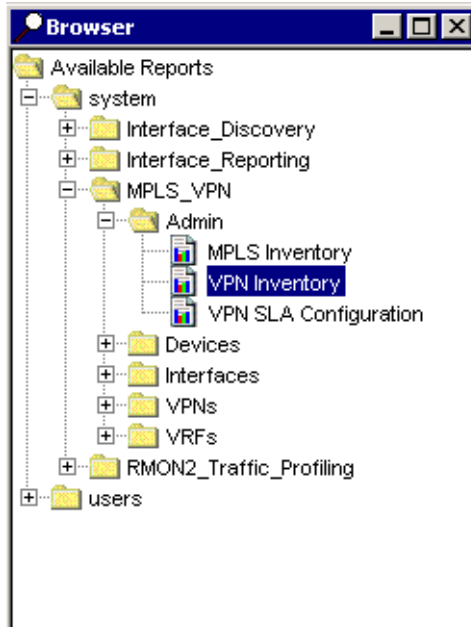 Browser
Available Reports
system
Interface_Discovery
Interface_Reporting
MPLS_VPN
Admin
MPLS Inventory
VPN Inventory
VPN SLA Configuration
Devices
Interfaces
VPNs
VRFs
RMON2_Traffic_Profiling
users